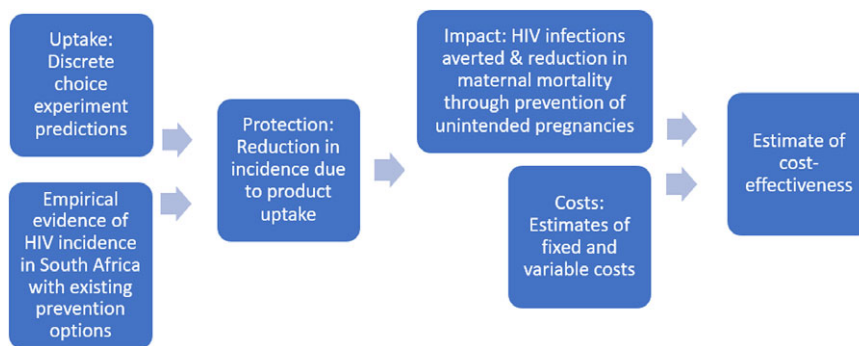 Uptake:
Discrete
choice
experiment
predictions
Empirical
evidence of
HIV incidence
in South Africa
with existing
prevention
options
Protection:
Reduction in
incidence due
to product
uptake
Impact: HIV infections
averted & reduction in
maternal mortality
through prevention of
unintended pregnancies
Costs:
Estimates of
fixed and
variable costs
Estimate of
cost-
effectiveness